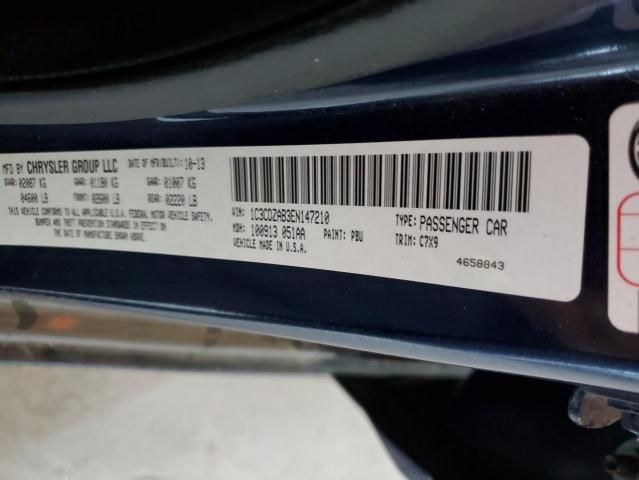 MFD BY CHRYSLER GROUP LLC DATE OF MFR(BUILT): 10-13
GVWR: 02087 KG GAWR: 01180 KG GAWR: 01007 KG
04600 LB FRONT: 02600 LB REAR: 02220 LB
THIS VEHICLE CONFORMS TO ALL APPLICABLE U.S.A. FEDERAL MOTOR VEHICLE SAFETY,
BUMPER AND THEFT PREVENTION STANDARDS IN EFFECT ON
THE DATE OF MANUFACTURE SHOWN ABOVE.
VIN: 1C3CDZAB3EN147210 TYPE: PASSENGER CAR
MDH: 100913 051AA PAINT: PBU TRIM: C7X9
VEHICLE MADE IN U.S.A.
4658843